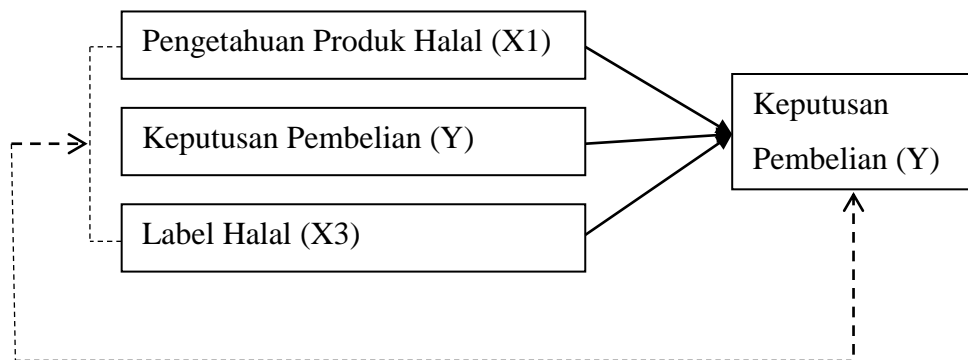 Pengetahuan Produk Halal (X1)
Keputusan Pembelian (Y)
Label Halal (X3)
Keputusan
Pembelian (Y)